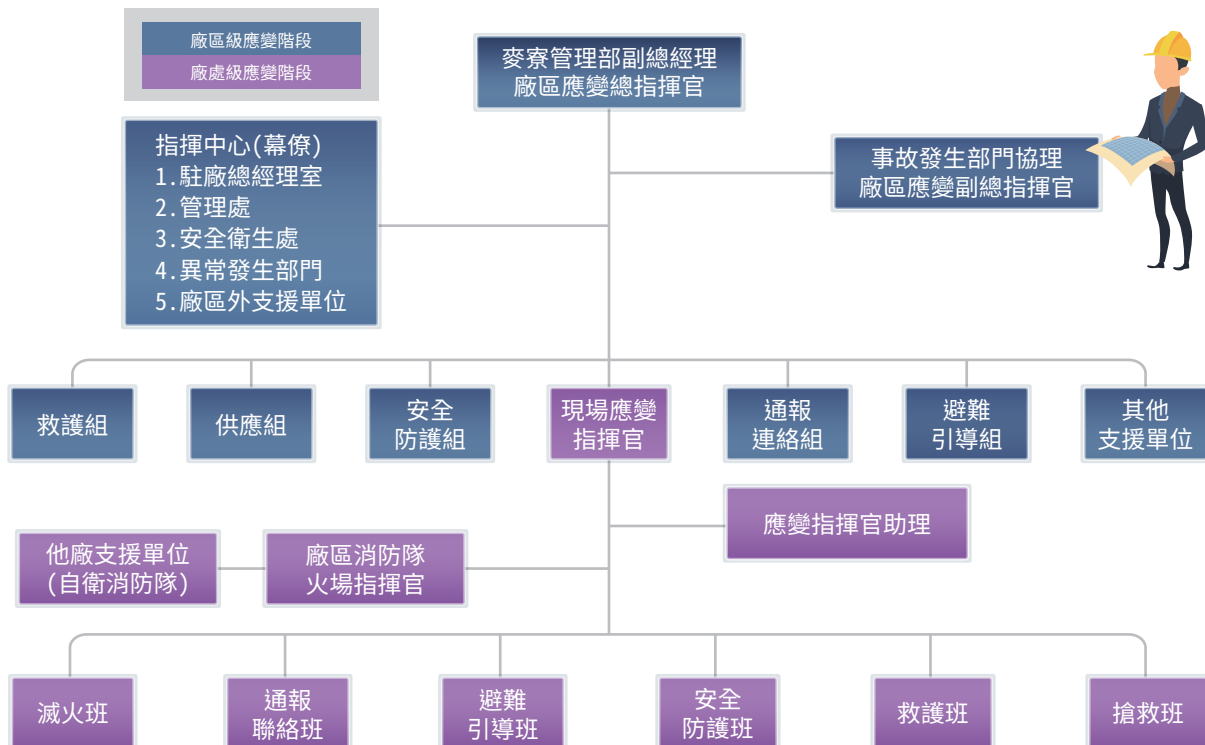 廠區級應變階段
廠處級應變階段
麥寮管理部副總經理
廠區應變總指揮官
指揮中心(幕僚)
1.駐廠總經理室
2.管理處
3.安全衛生處
4.異常發生部門
5.廠區外支援單位
事故發生部門協理
廠區應變副總指揮官
救護組
供應組
安全
防護組
現場應變
指揮官
通報
連絡組
避難
引導組
其他
支援單位
應變指揮官助理
他廠支援單位
(自衛消防隊)
廠區消防隊
火場指揮官
滅火班
通報
聯絡班
避難
引導班
安全
防護班
救護班
搶救班